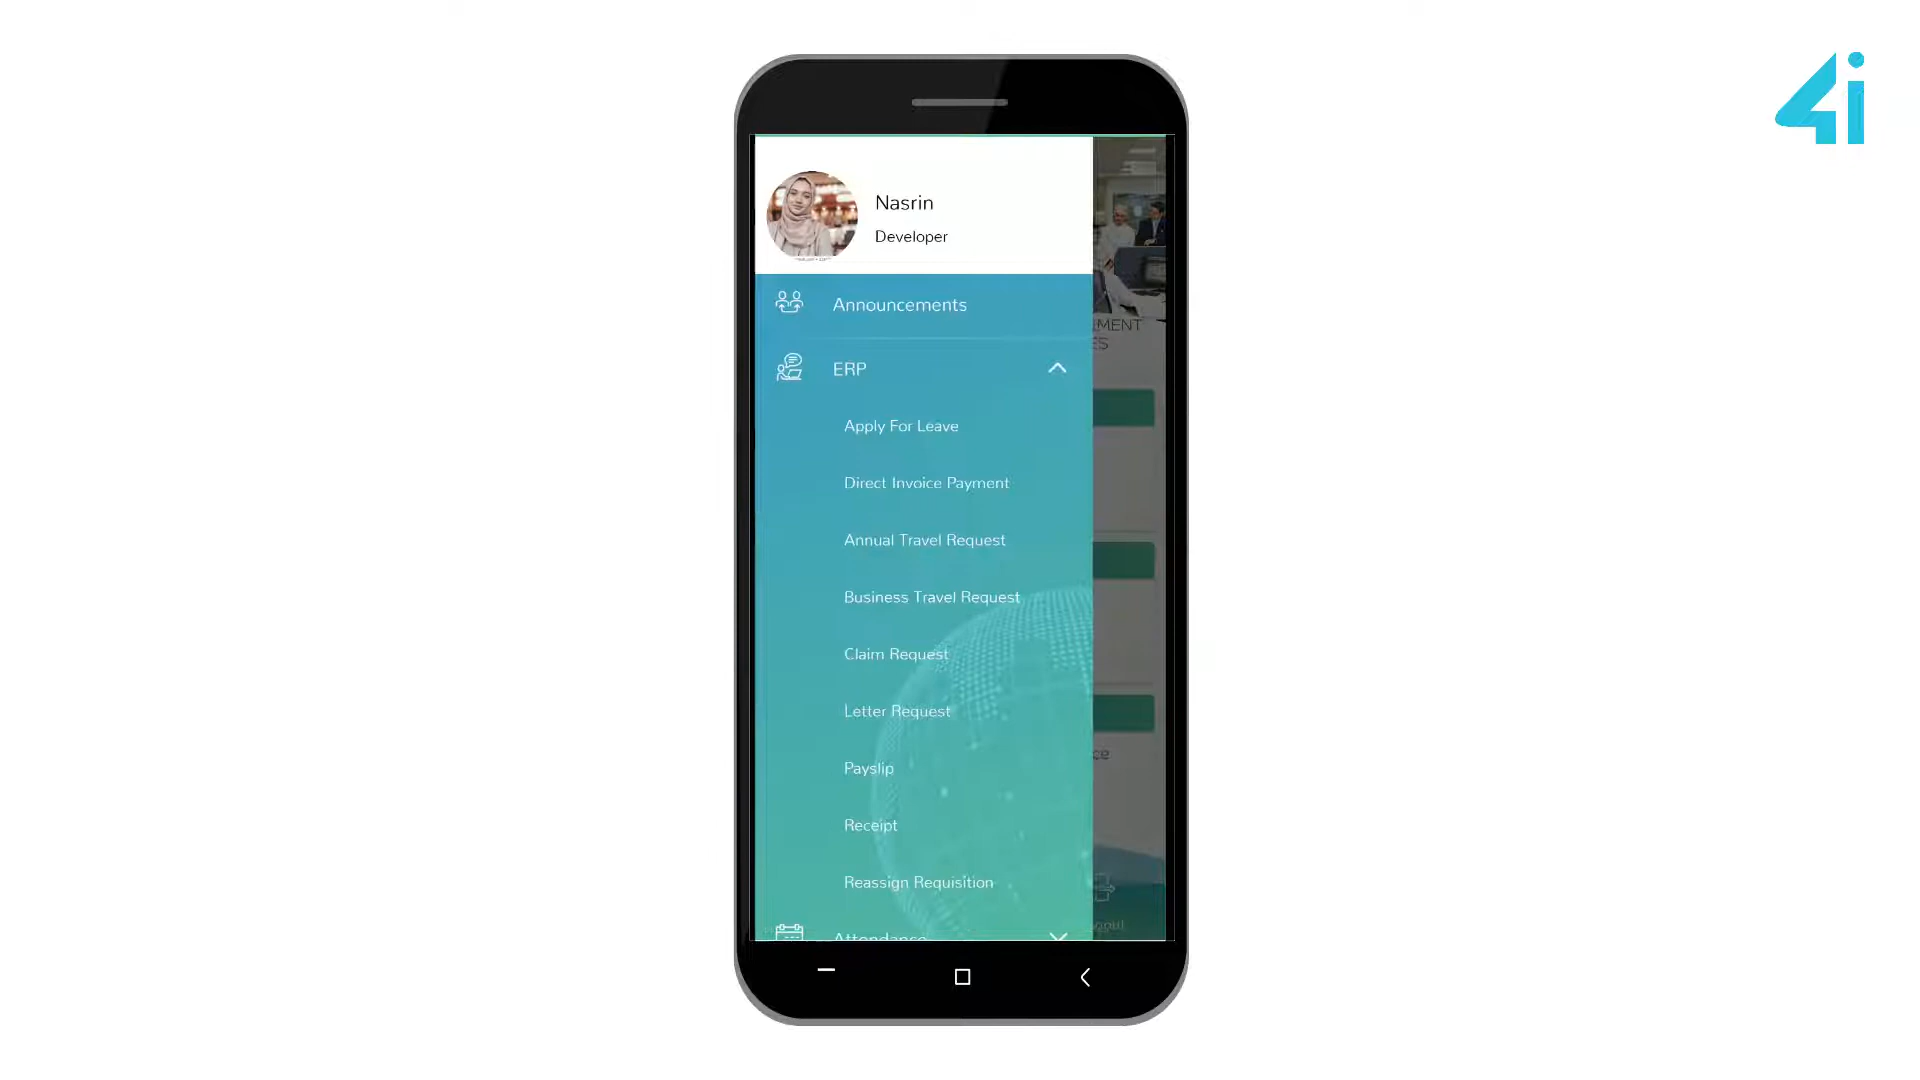 4i
Nasrin
Developer
Announcements
ERP
Apply For Leave
Direct Invoice Payment
Annual Travel Request
Business Travel Request
Claim Request
Letter Request
Payslip
Receipt
Reassign Requisition
Attendance